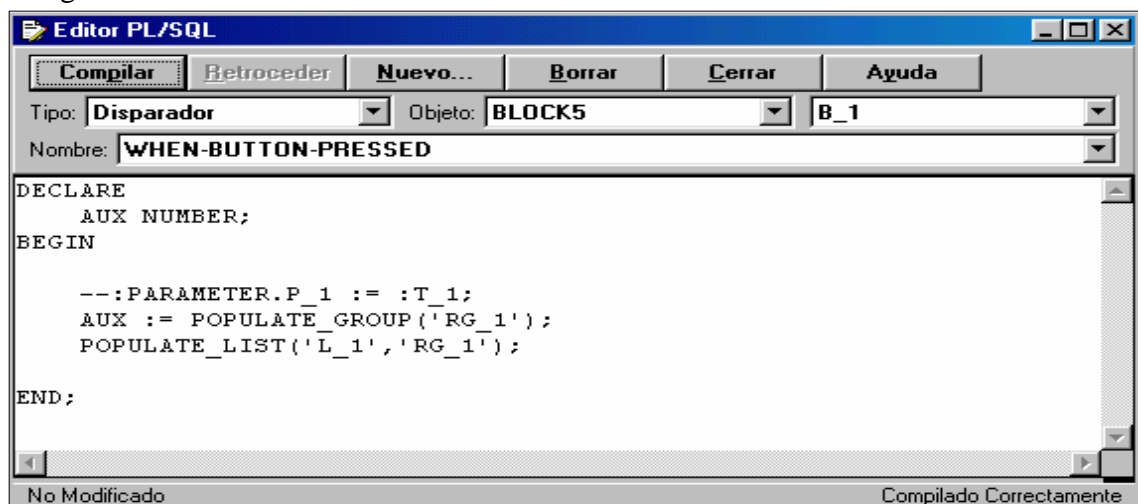 Editor PL/SQL
Compilar Retroceder Nuevo... Borrar Cerrar Ayuda
Tipo: Disparador Objeto: BLOCK5 B_1
Nombre: WHEN-BUTTON-PRESSED
DECLARE
AUX NUMBER;
BEGIN
--:PARAMETER.P_1 := :T_1;
AUX := POPULATE_GROUP('RG_1');
POPULATE_LIST('L_1','RG_1');
END;
No Modificado Compilado Correctamente